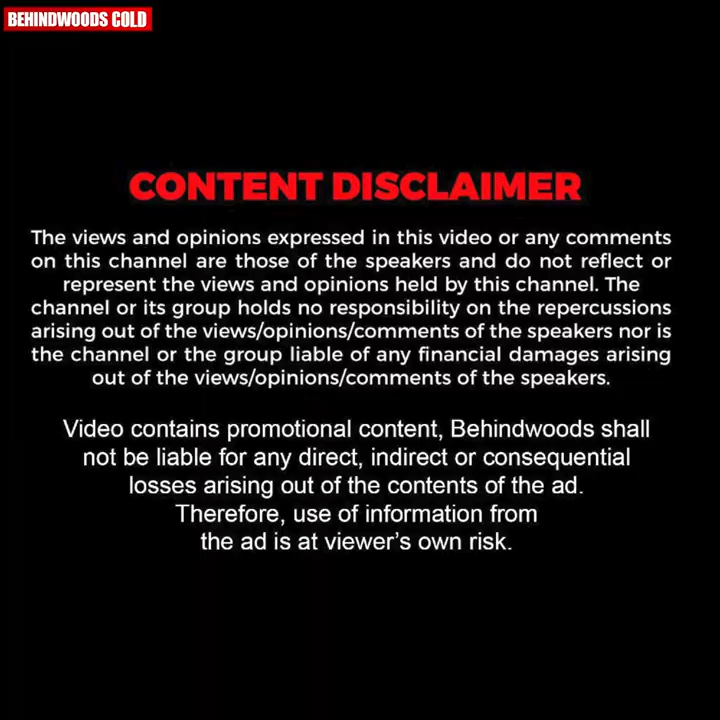 BEHINDWOODS COLD
CONTENT DISCLAIMER
The views and opinions expressed in this video or any comments
on this channel are those of the speakers and do not reflect or
represent the views and opinions held by this channel. The
channel or its group holds no responsibility on the repercussions
arising out of the views/opinions/comments of the speakers nor is
the channel or the group liable of any financial damages arising
out of the views/opinions/comments of the speakers.
Video contains promotional content, Behindwoods shall
not be liable for any direct, indirect or consequential
losses arising out of the contents of the ad.
Therefore, use of information from
the ad is at viewer’s own risk.